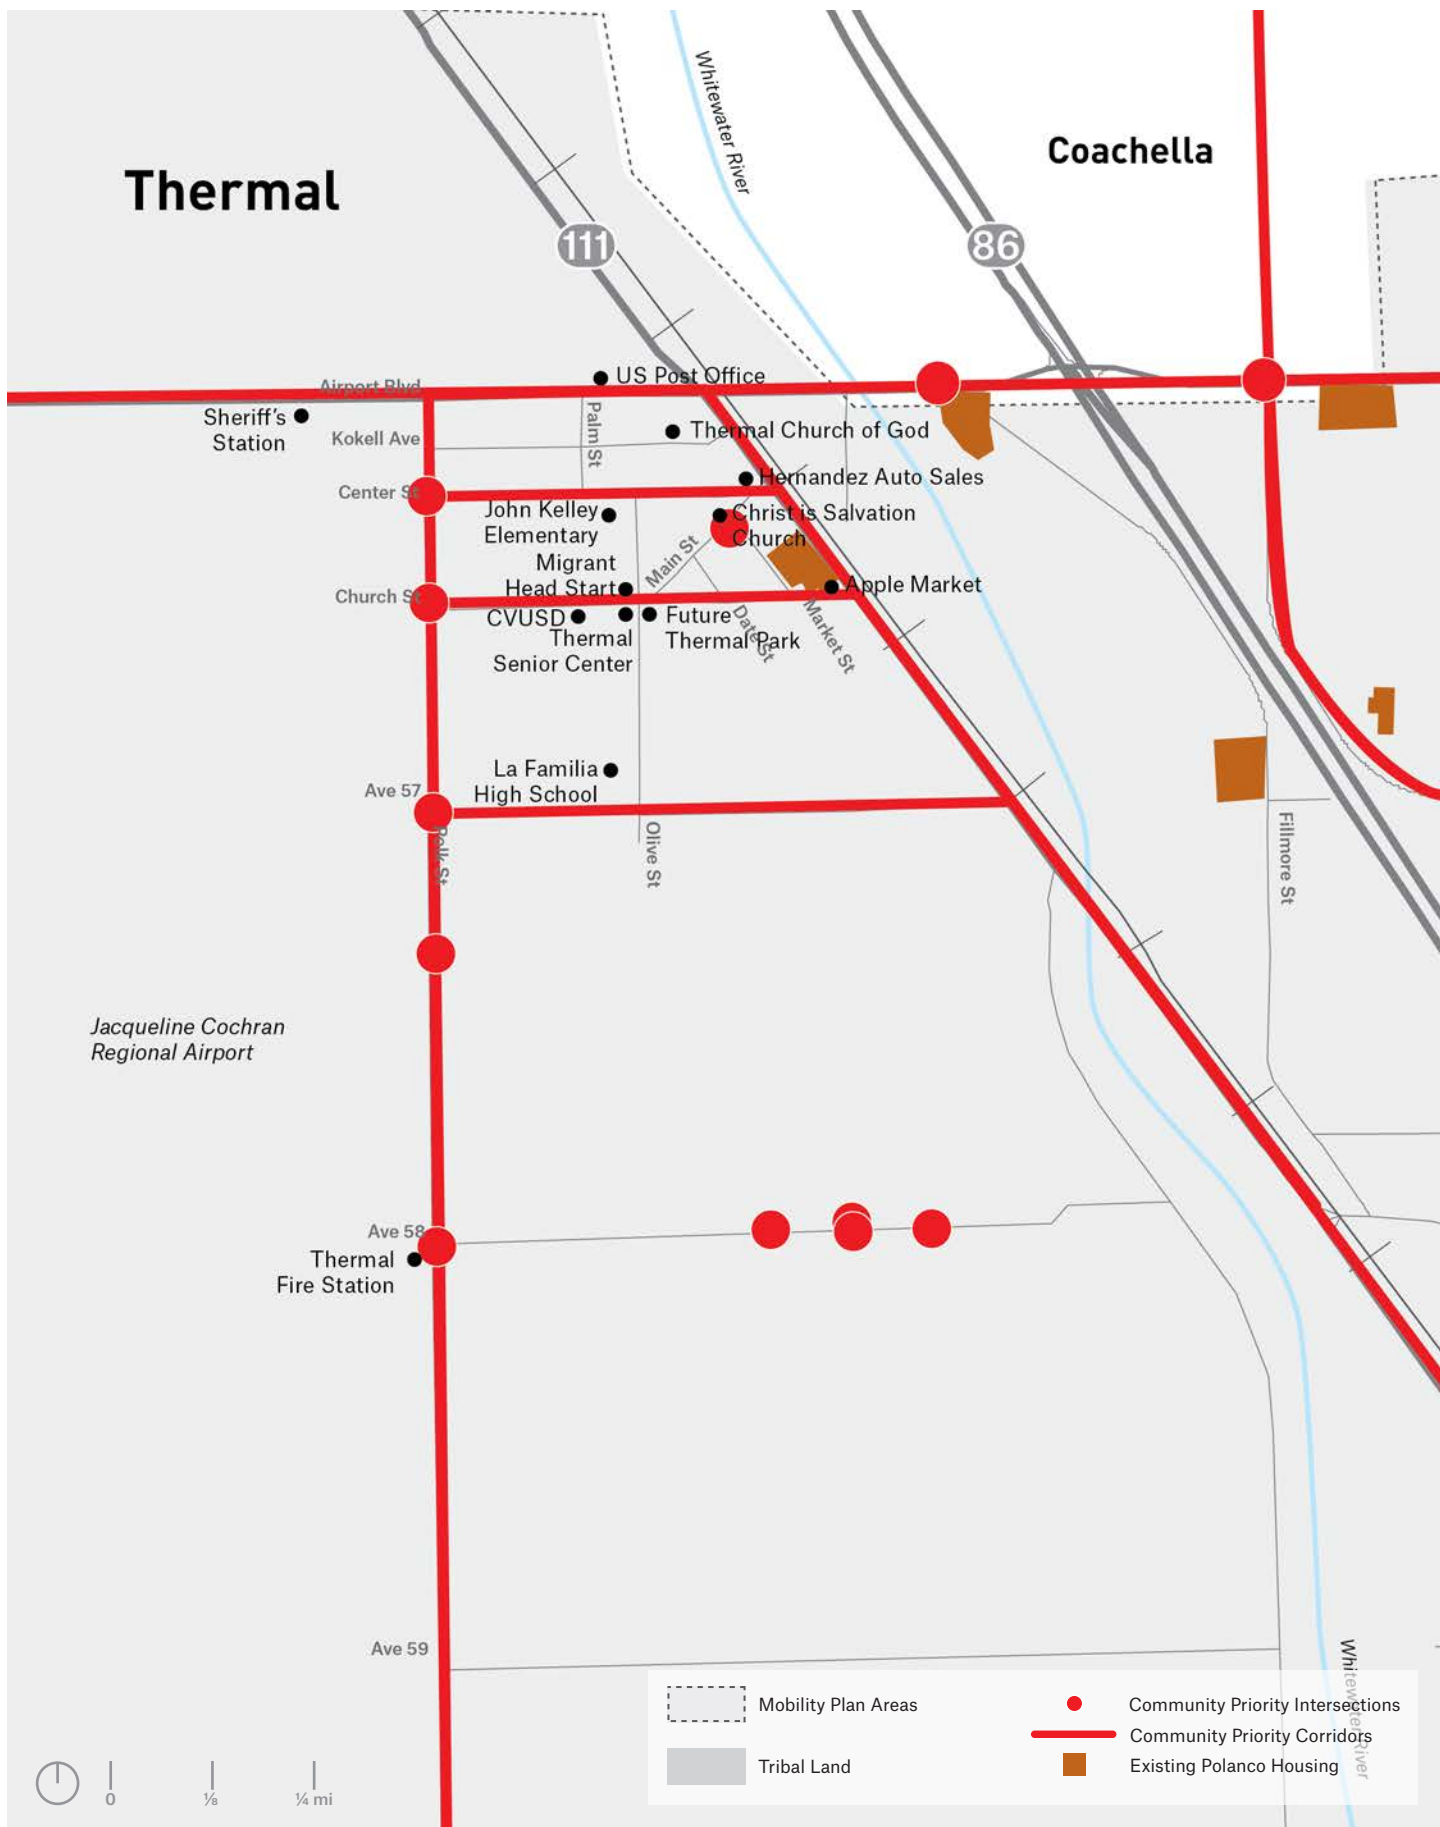 Whitewater River
Coachella
Thermal
111
86
US Post Office
Airport Blvd
Sheriff's
Station
Palm St
Thermal Church of God
Kokell Ave
Hernandez Auto Sales
Center St
John Kelley
Elementary
Christ is Salvation
Church
Migrant
Head Start
Main St
Apple Market
Church St
CVUSD
Future
Thermal Park
Thermal
Senior Center
Date St
Market St
La Familia
High School
Ave 57
Polk St
Olive St
Fillmore St
Jacqueline Cochran
Regional Airport
Ave 58
Thermal
Fire Station
Ave 59
Whitewater River
Mobility Plan Areas
Tribal Land
Community Priority Intersections
Community Priority Corridors
Existing Polanco Housing
0
⅛
¼ mi